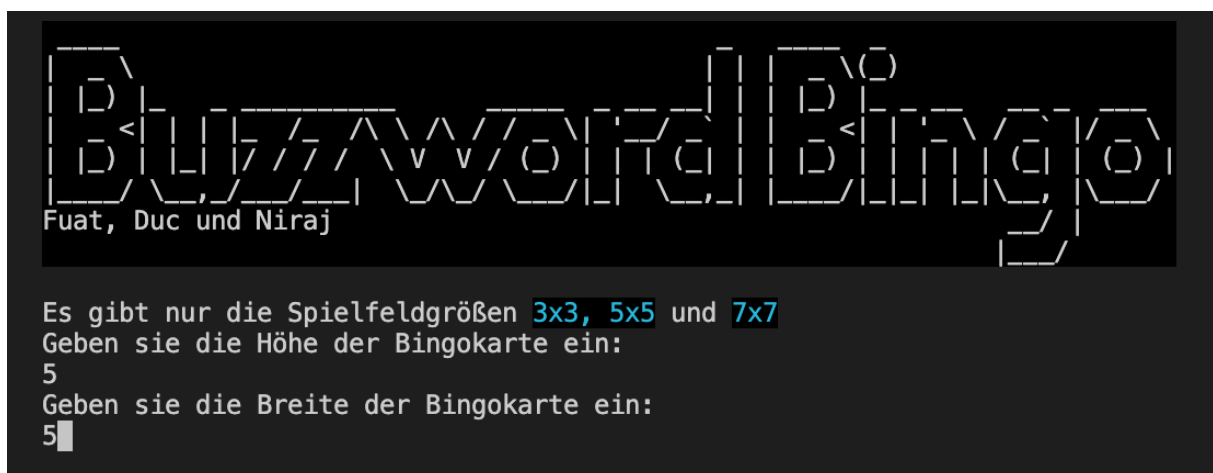 Buzzword Bingo
Fuat, Duc und Niraj
Es gibt nur die Spielfeldgrößen 3x3, 5x5 und 7x7
Geben sie die Höhe der Bingokarte ein:
5
Geben sie die Breite der Bingokarte ein:
5